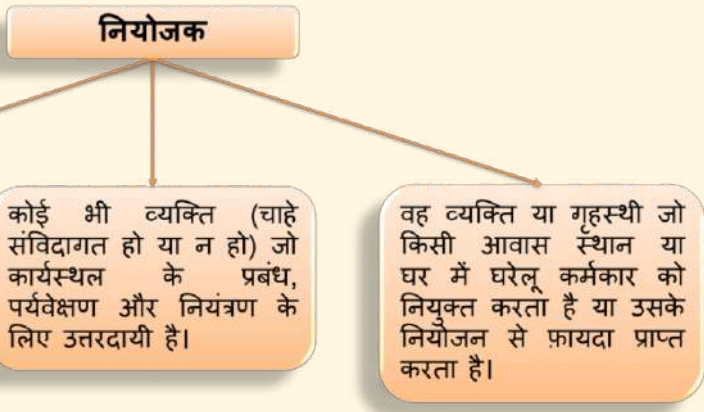 नियोजक
कोई भी व्यक्ति (चाहे
संविदागत हो या न हो) जो
कार्यस्थल के प्रबंध,
पर्यवेक्षण और नियंत्रण के
लिए उत्तरदायी है।
वह व्यक्ति या गृहस्थी जो
किसी आवास स्थान या
घर में घरेलू कर्मकार को
नियुक्त करता है या उसके
नियोजन से फ़ायदा प्राप्त
करता है।